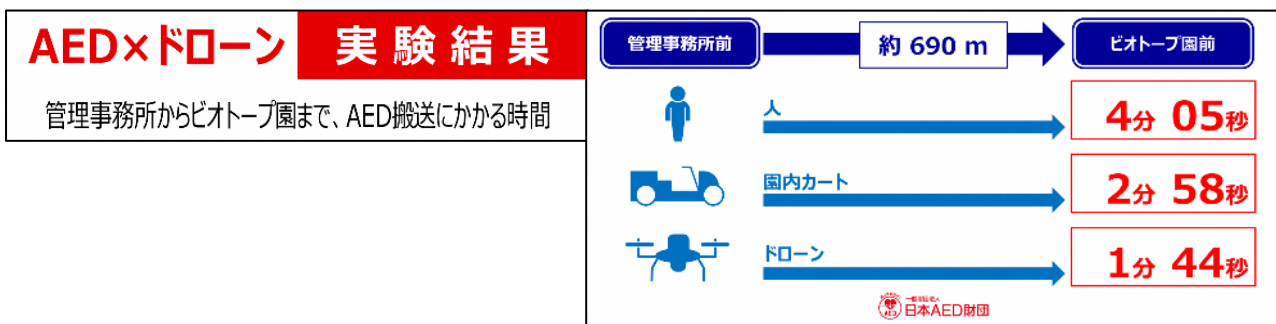 AED×ドローン 実験結果
管理事務所からビオトープ園まで、AED搬送にかかる時間
管理事務所前 約 690 m ビオトープ園前
人 4分 05秒
園内カート 2分 58秒
ドローン 1分 44秒
日本AED財団